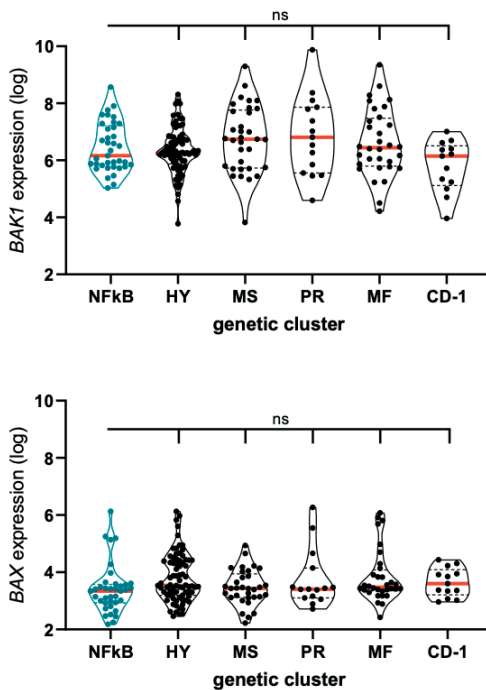 ns
10
8
6
4
2
BAK1 expression (log)
NFkB HY MS PR MF CD-1
genetic cluster
ns
10
8
6
4
2
BAX expression (log)
NFkB HY MS PR MF CD-1
genetic cluster